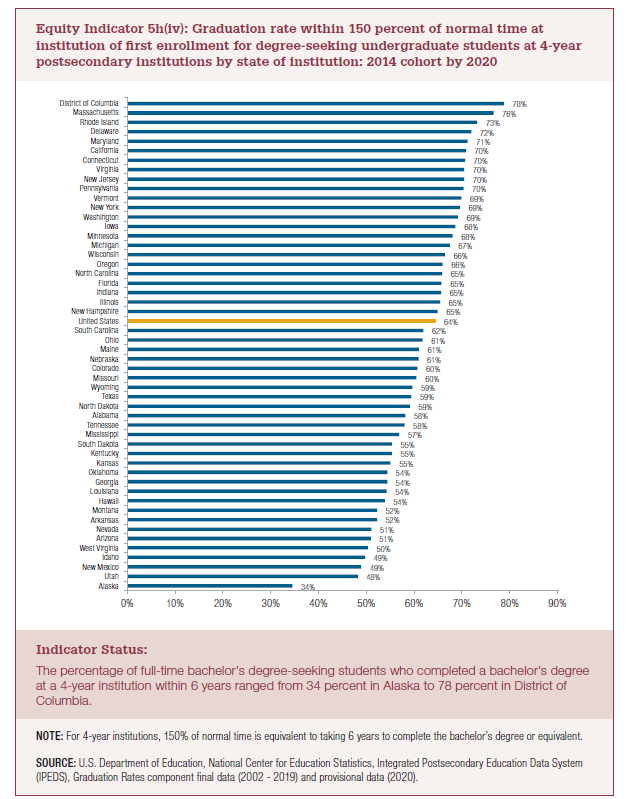 Equity Indicator 5h(iv): Graduation rate within 150 percent of normal time at
institution of first enrollment for degree-seeking undergraduate students at 4-year
postsecondary institutions by state of institution: 2014 cohort by 2020
District of Columbia 78%
Massachusetts 76%
Rhode Island 73%
Delaware 72%
Maryland 71%
California 70%
Connecticut 70%
Virginia 70%
New Jersey 70%
Pennsylvania 70%
Vermont 69%
New York 69%
Washington 69%
Iowa 68%
Minnesota 68%
Michigan 67%
Wisconsin 66%
Oregon 66%
North Carolina 65%
Florida 65%
Indiana 65%
Illinois 65%
New Hampshire 65%
United States 64%
South Carolina 62%
Ohio 61%
Maine 61%
Nebraska 61%
Colorado 60%
Missouri 60%
Wyoming 59%
Texas 59%
North Dakota 59%
Alabama 58%
Tennessee 58%
Mississippi 57%
South Dakota 55%
Kentucky 55%
Kansas 55%
Oklahoma 54%
Georgia 54%
Louisiana 54%
Hawaii 54%
Montana 52%
Arkansas 52%
Nevada 51%
Arizona 51%
West Virginia 50%
Idaho 49%
New Mexico 49%
Utah 48%
Alaska 34%
0% 10% 20% 30% 40% 50% 60% 70% 80% 90%
Indicator Status:
The percentage of full-time bachelor's degree-seeking students who completed a bachelor's degree
at a 4-year institution within 6 years ranged from 34 percent in Alaska to 78 percent in District of
Columbia.
NOTE: For 4-year institutions, 150% of normal time is equivalent to taking 6 years to complete the bachelor's degree or equivalent.
SOURCE: U.S. Department of Education, National Center for Education Statistics, Integrated Postsecondary Education Data System
(IPEDS), Graduation Rates component final data (2002 - 2019) and provisional data (2020).